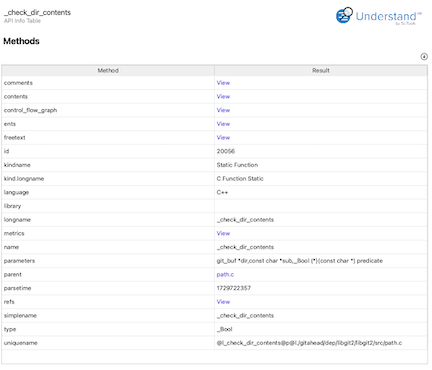 _check_dir_contents
API Info Table
Understand™
by SciTools
Methods
Method Result
comments View
contents View
control_flow_graph View
ents View
freetext View
id 20056
kindname Static Function
kind.longname C Function Static
language C++
library
longname _check_dir_contents
metrics View
name _check_dir_contents
parameters git_buf *dir,const char *sub,_Bool (*)(const char *) predicate
parent path.c
parsetime 1729722357
refs View
simplename _check_dir_contents
type _Bool
uniquename @l_check_dir_contents@p@l./gitahead/dep/libgit2/libgit2/src/path.c